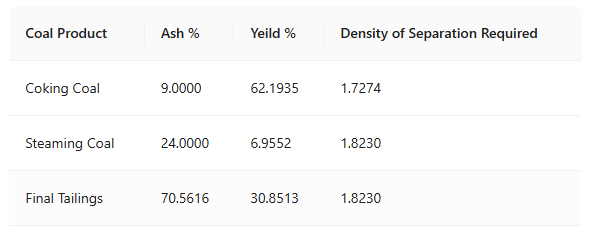 Coal Product Ash % Yeild % Density of Separation Required
Coking Coal 9.0000 62.1935 1.7274
Steaming Coal 24.0000 6.9552 1.8230
Final Tailings 70.5616 30.8513 1.8230